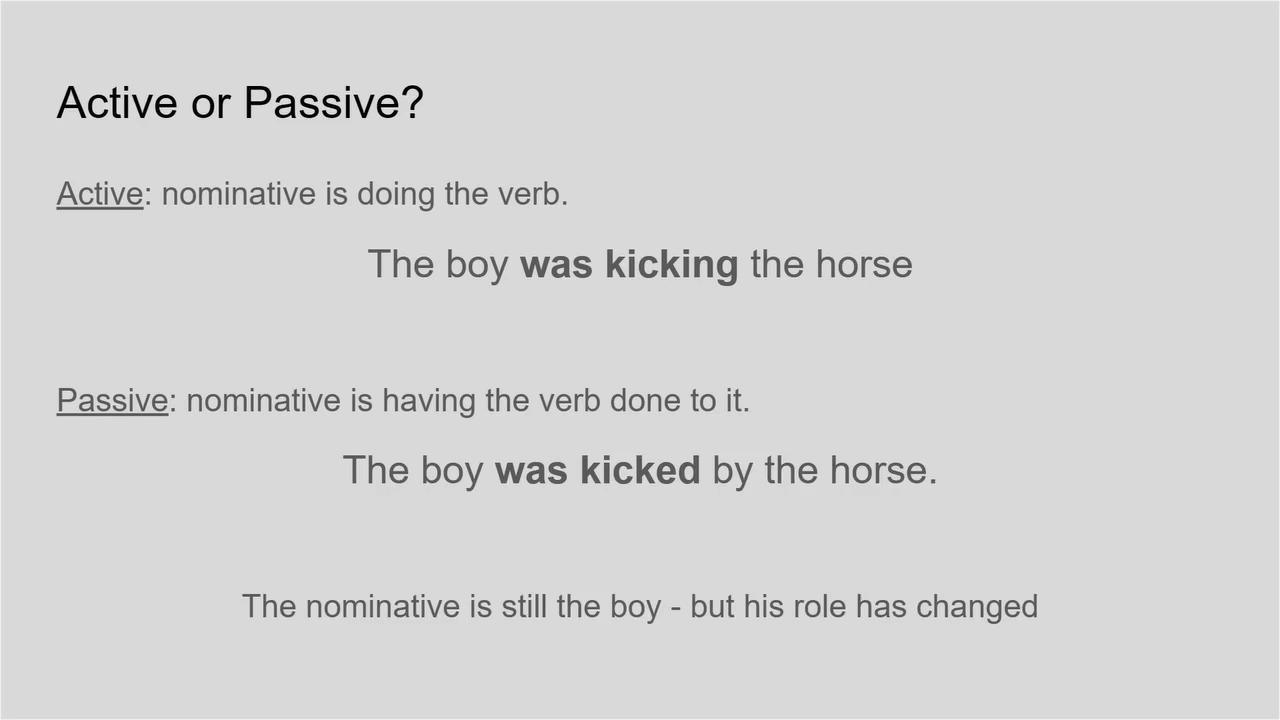 Active or Passive?
Active: nominative is doing the verb.
The boy was kicking the horse
Passive: nominative is having the verb done to it.
The boy was kicked by the horse.
The nominative is still the boy - but his role has changed